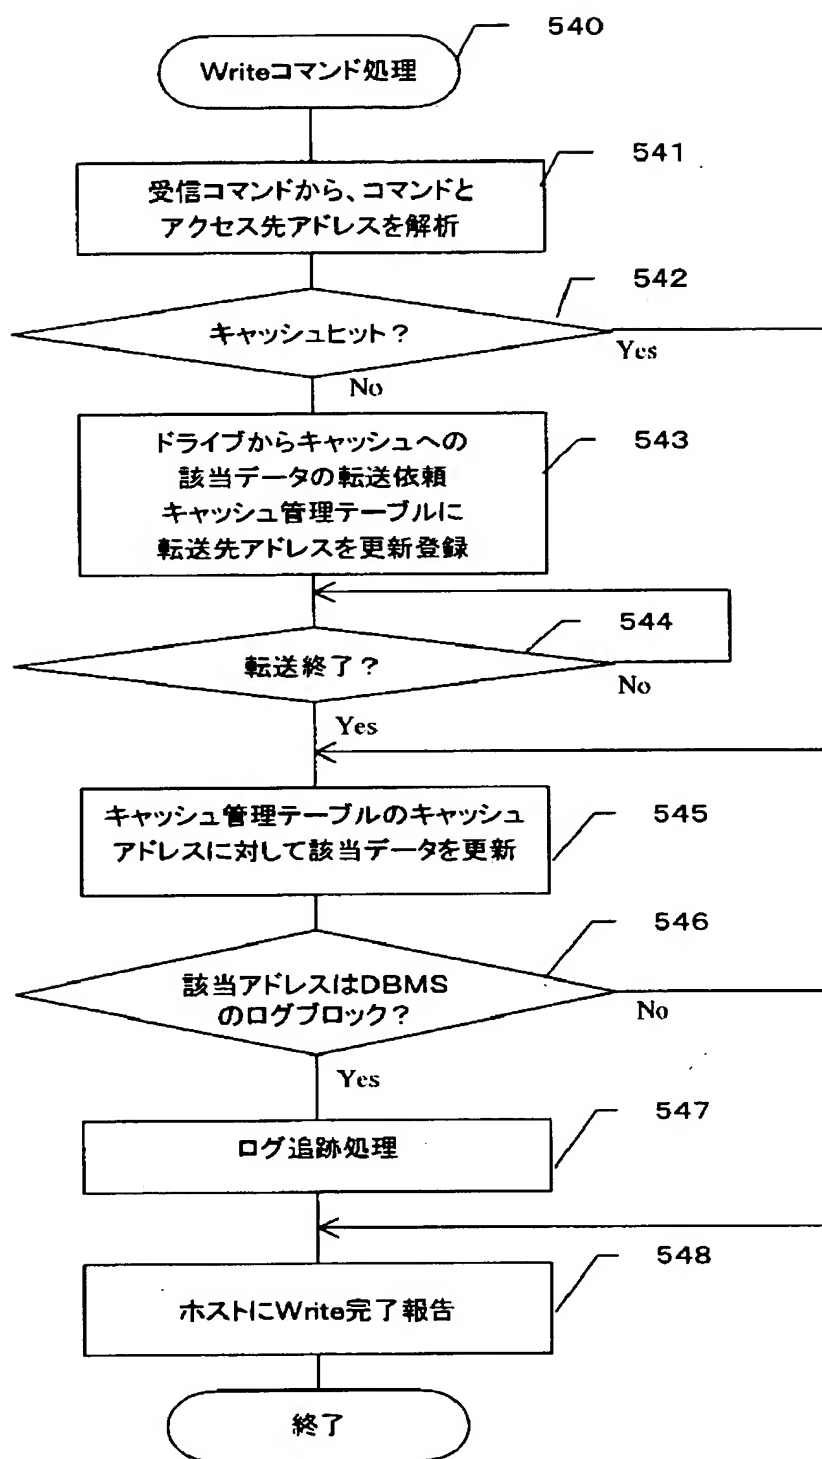 540
Writeコマンド処理
541
受信コマンドから、コマンドと
アクセス先アドレスを解析
542
キャッシュヒット？
Yes
No
ドライブからキャッシュへの
該当データの転送依頼
キャッシュ管理テーブルに
転送先アドレスを更新登録
543
544
転送終了？
No
Yes
キャッシュ管理テーブルのキャッシュ
アドレスに対して該当データを更新
545
546
該当アドレスはDBMS
のログブロック？
No
Yes
547
ログ追跡処理
548
ホストにWrite完了報告
終了